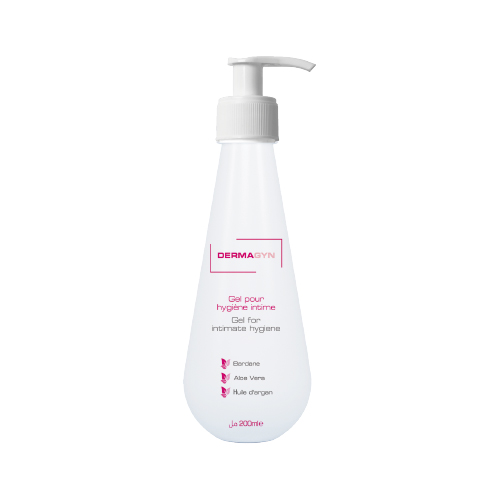 DERMAGYN
Gel pour
hygiène intime
Gel for
intimate hygiene
Bardane
Aloe Vera
Huile d'argan
مل 200ml℮